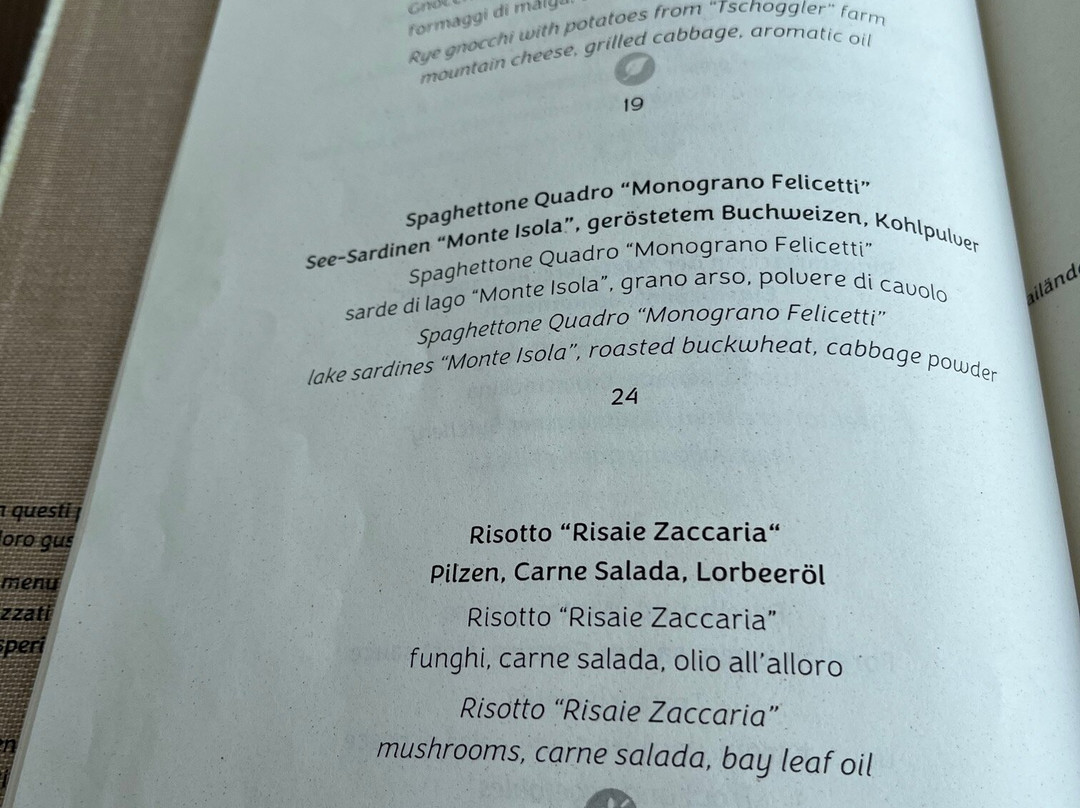 formaggi di malga
Rye gnocchi with potatoes from "Tschoggler" farm
mountain cheese, grilled cabbage, aromatic oil
19
Spaghettone Quadro “Monograno Felicetti”
See-Sardinen “Monte Isola”, geröstetem Buchweizen, Kohlpulver
Spaghettone Quadro “Monograno Felicetti”
sarde di lago “Monte Isola”, grano arso, polvere di cavolo
Spaghettone Quadro “Monograno Felicetti”
lake sardines “Monte Isola”, roasted buckwheat, cabbage powder
24
Risotto “Risaie Zaccaria“
Pilzen, Carne Salada, Lorbeeröl
Risotto “Risaie Zaccaria”
funghi, carne salada, olio all’alloro
Risotto “Risaie Zaccaria”
mushrooms, carne salada, bay leaf oil
questi
loro gus
menu